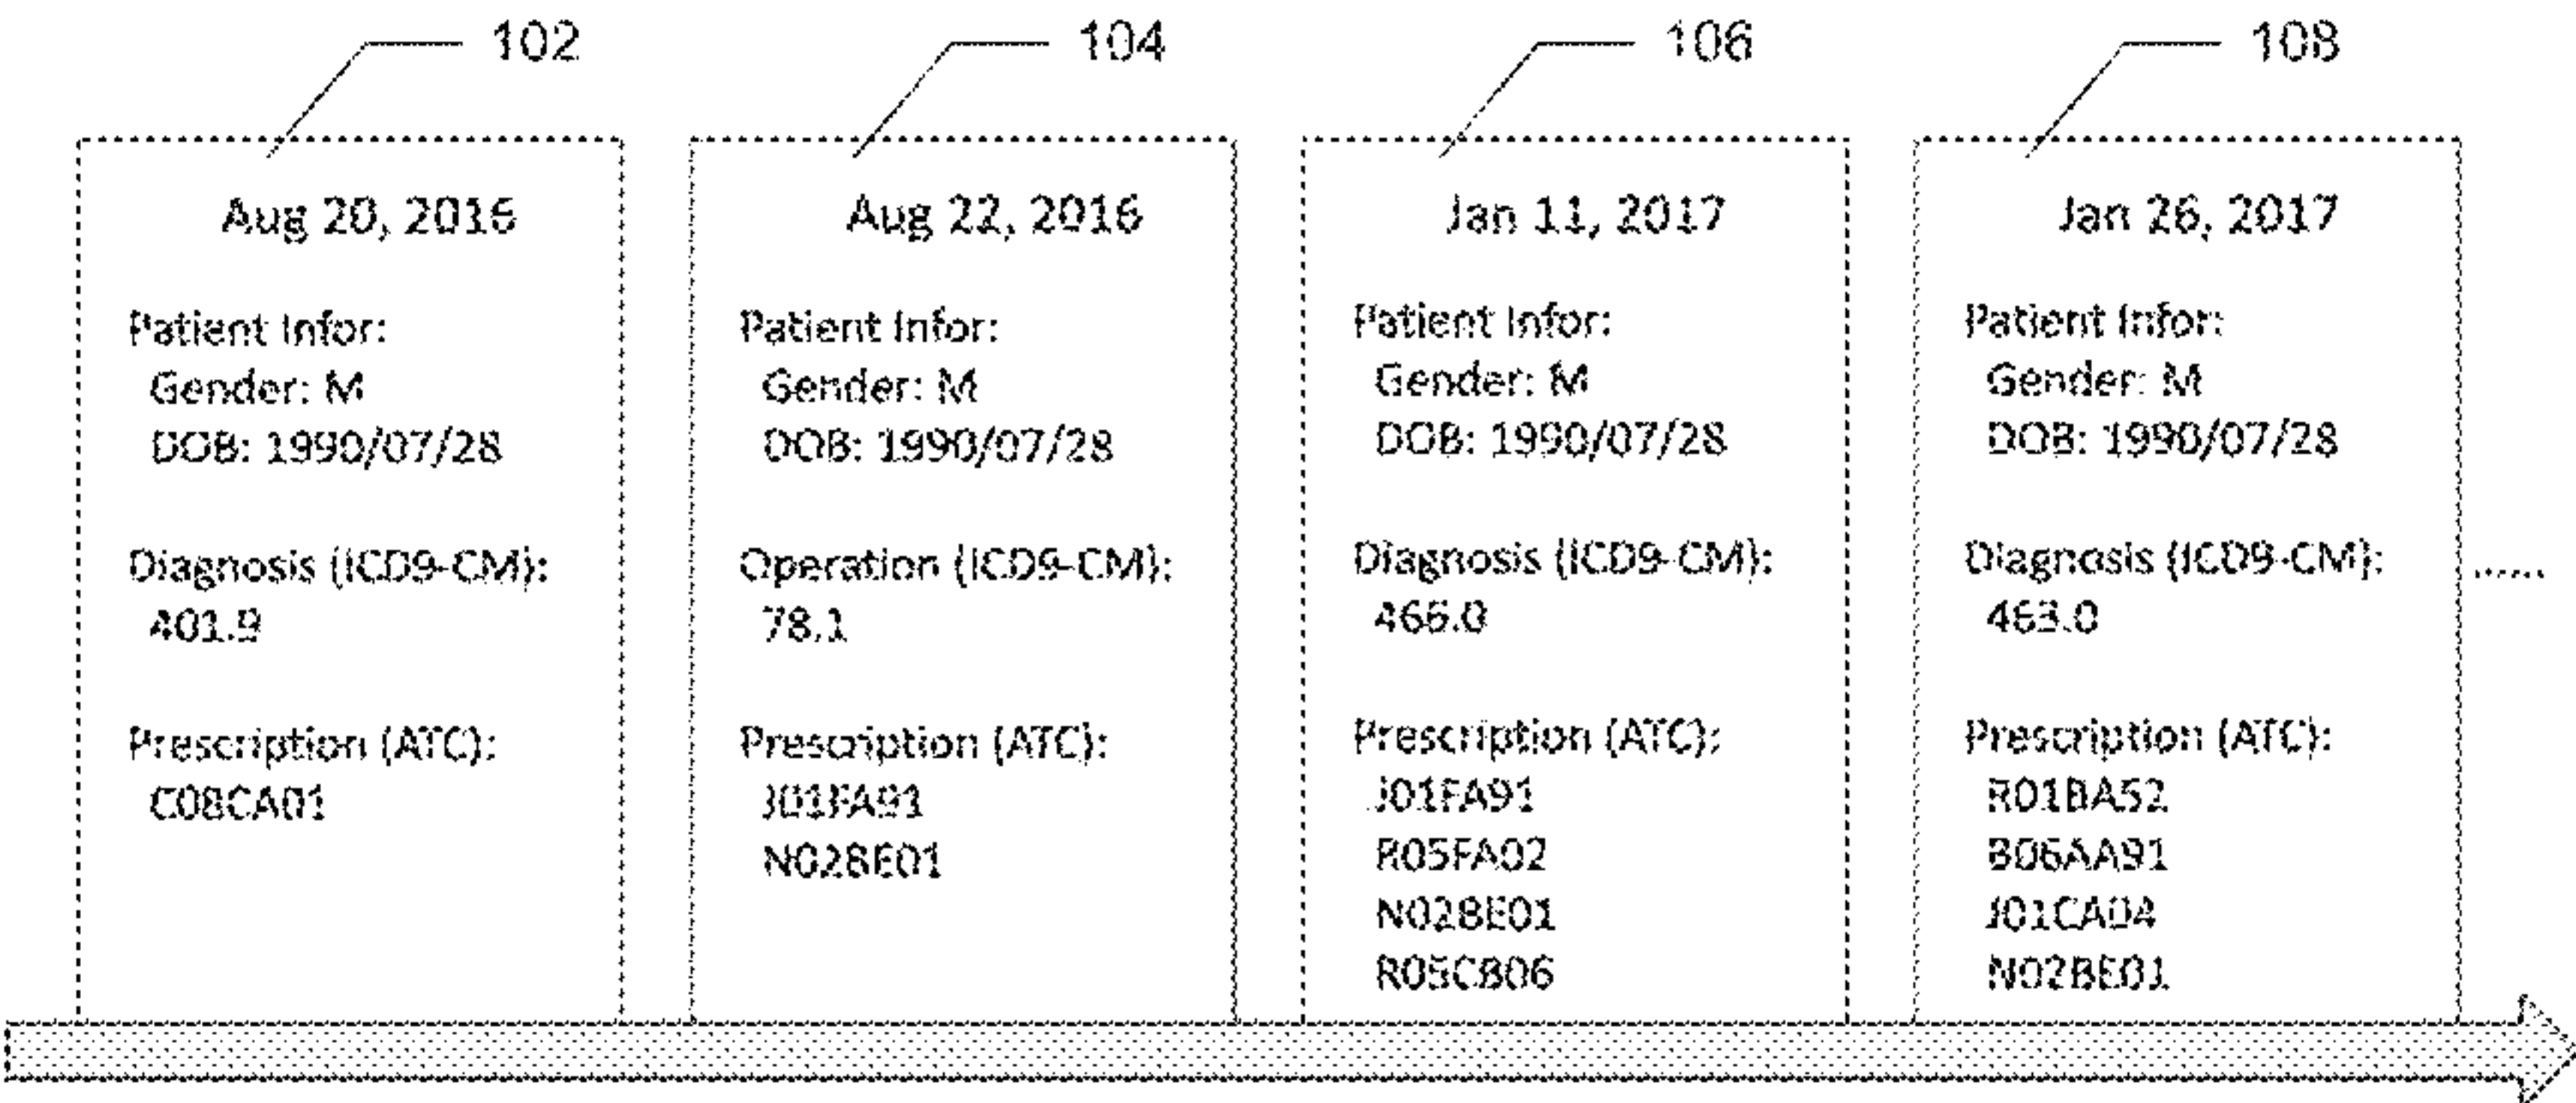 102
104
106
108
Aug 20, 2016
Patient Infor:
Gender: M
DOB: 1990/07/28
Diagnosis (ICD9-CM):
401.9
Prescription (ATC):
C08CA01
Aug 22, 2016
Patient Infor:
Gender: M
DOB: 1990/07/28
Operation (ICD9-CM):
78.1
Prescription (ATC):
J01FA91
N02BE01
Jan 11, 2017
Patient Infor:
Gender: M
DOB: 1990/07/28
Diagnosis (ICD9-CM):
466.0
Prescription (ATC):
J01FA91
R05FA02
N02BE01
R05CB06
Jan 26, 2017
Patient Infor:
Gender: M
DOB: 1990/07/28
Diagnosis (ICD9-CM):
463.0
Prescription (ATC):
R01BA52
B06AA91
J01CA04
N02BE01
......